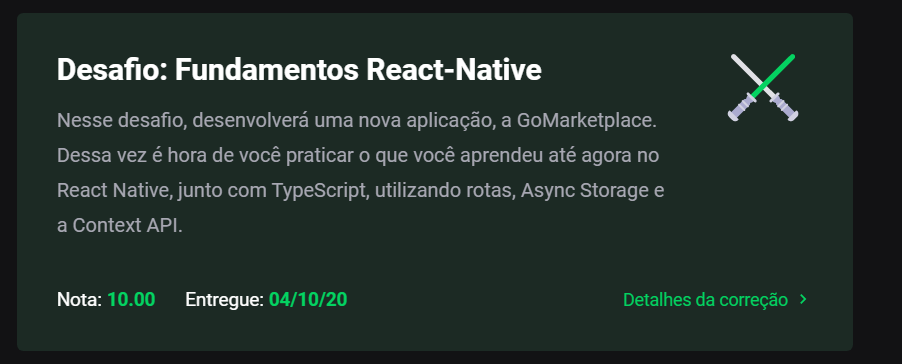 Desafio: Fundamentos React-Native
Nesse desafio, desenvolverá uma nova aplicação, a GoMarketplace.
Dessa vez é hora de você praticar o que você aprendeu até agora no
React Native, junto com TypeScript, utilizando rotas, Async Storage e
a Context API.
Nota: 10.00 Entregue: 04/10/20 Detalhes da correção >